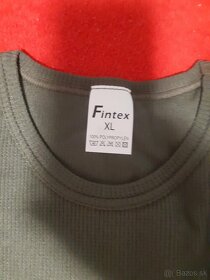 Fintex
XL
100% POLYPROPYLEN
Bazos.sk